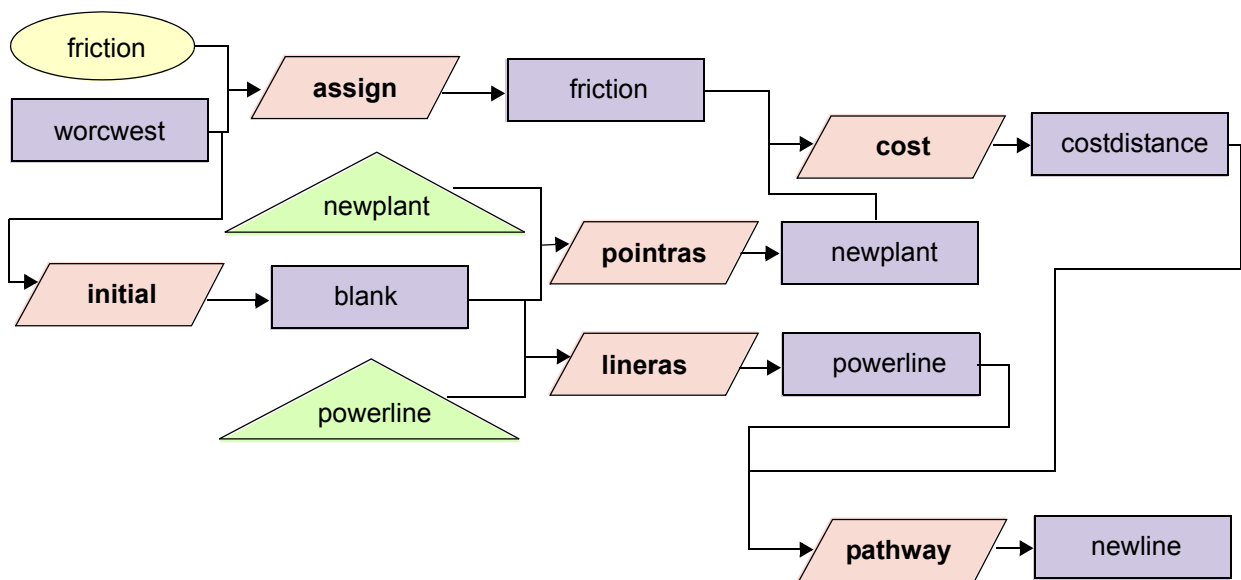 friction
worcwest
assign
friction
cost
costdistance
newplant
pointras
newplant
initial
blank
lineras
powerline
powerline
pathway
newline